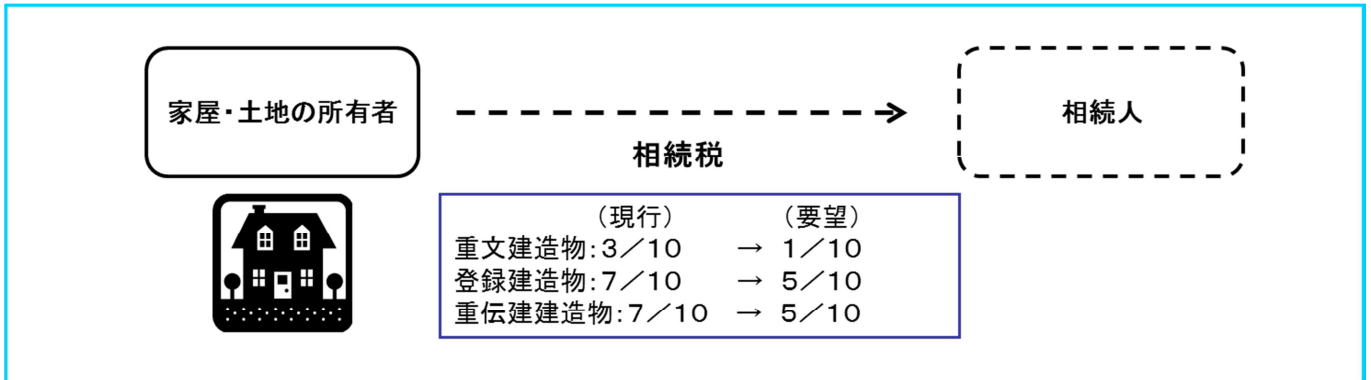 家屋・土地の所有者
相続人
相続税
（現行） （要望）
重文建造物：３／１０ → １／１０
登録建造物：７／１０ → ５／１０
重伝建建造物：７／１０ → ５／１０